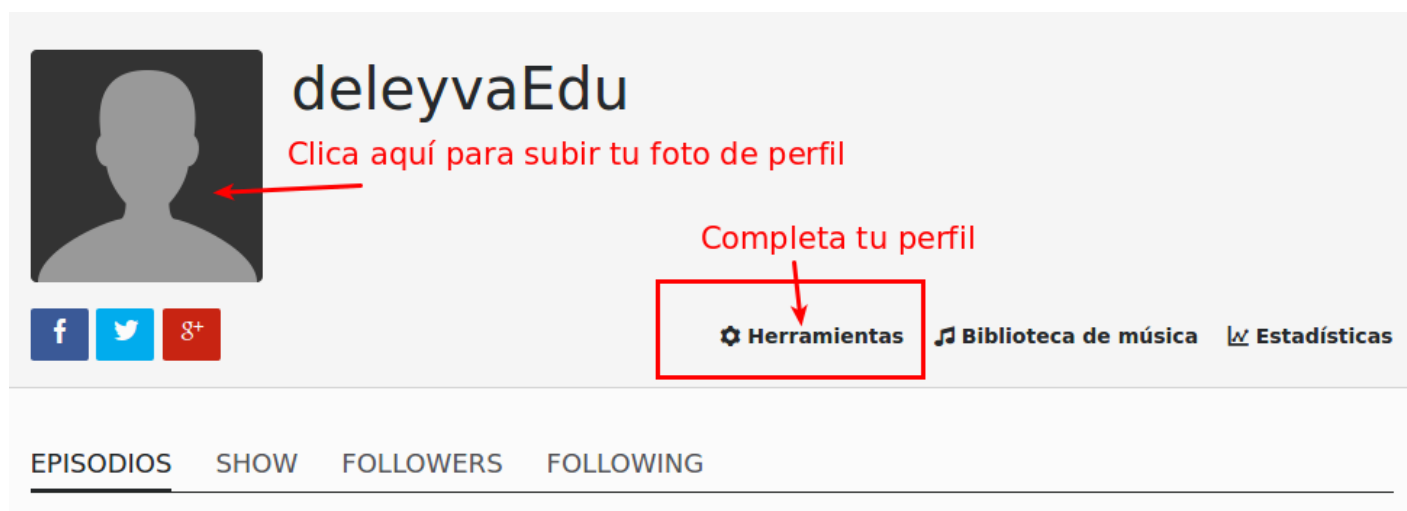 deleyvaEdu
Clica aquí para subir tu foto de perfil
Completa tu perfil
f g+ Herramientas Biblioteca de música Estadísticas
EPISODIOS SHOW FOLLOWERS FOLLOWING